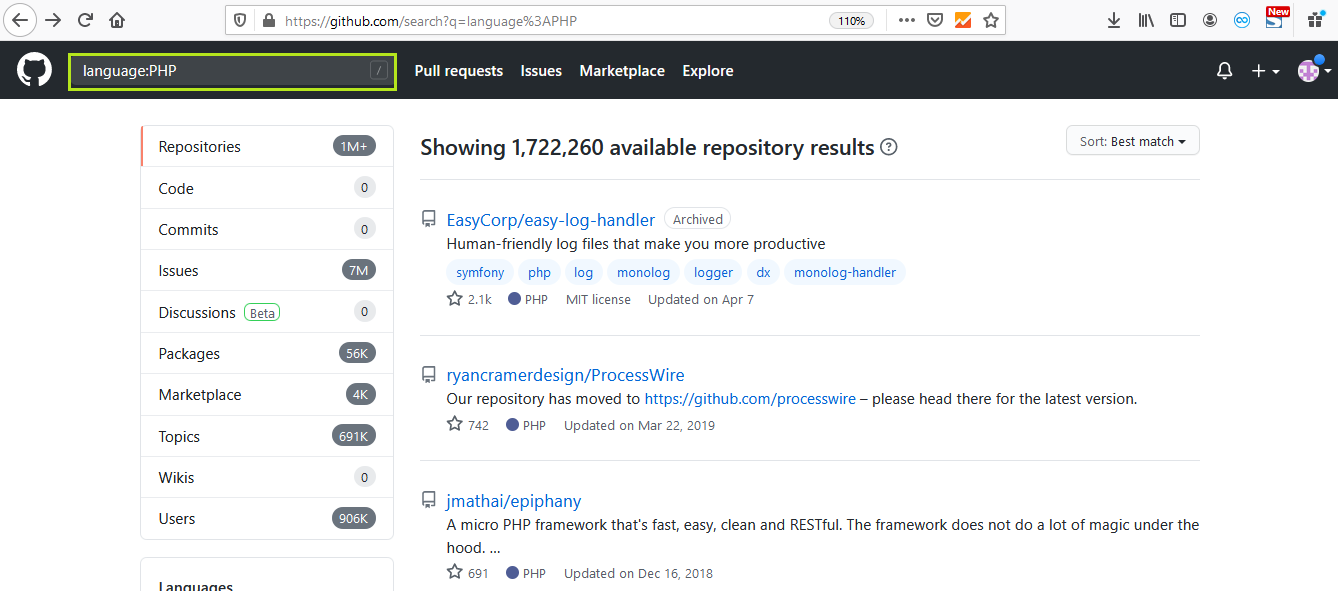 https://github.com/search?q=language%3APHP
110%
New
language:PHP
/
Pull requests
Issues
Marketplace
Explore
Repositories 1M+
Code 0
Commits 0
Issues 7M
Discussions Beta 0
Packages 56K
Marketplace 4K
Topics 691K
Wikis 0
Users 906K
Languages
Showing 1,722,260 available repository results ?
Sort: Best match
EasyCorp/easy-log-handler Archived
Human-friendly log files that make you more productive
symfony php log monolog logger dx monolog-handler
2.1k PHP MIT license Updated on Apr 7
ryancramerdesign/ProcessWire
Our repository has moved to https://github.com/processwire – please head there for the latest version.
742 PHP Updated on Mar 22, 2019
jmathai/epiphany
A micro PHP framework that's fast, easy, clean and RESTful. The framework does not do a lot of magic under the
hood. ...
691 PHP Updated on Dec 16, 2018